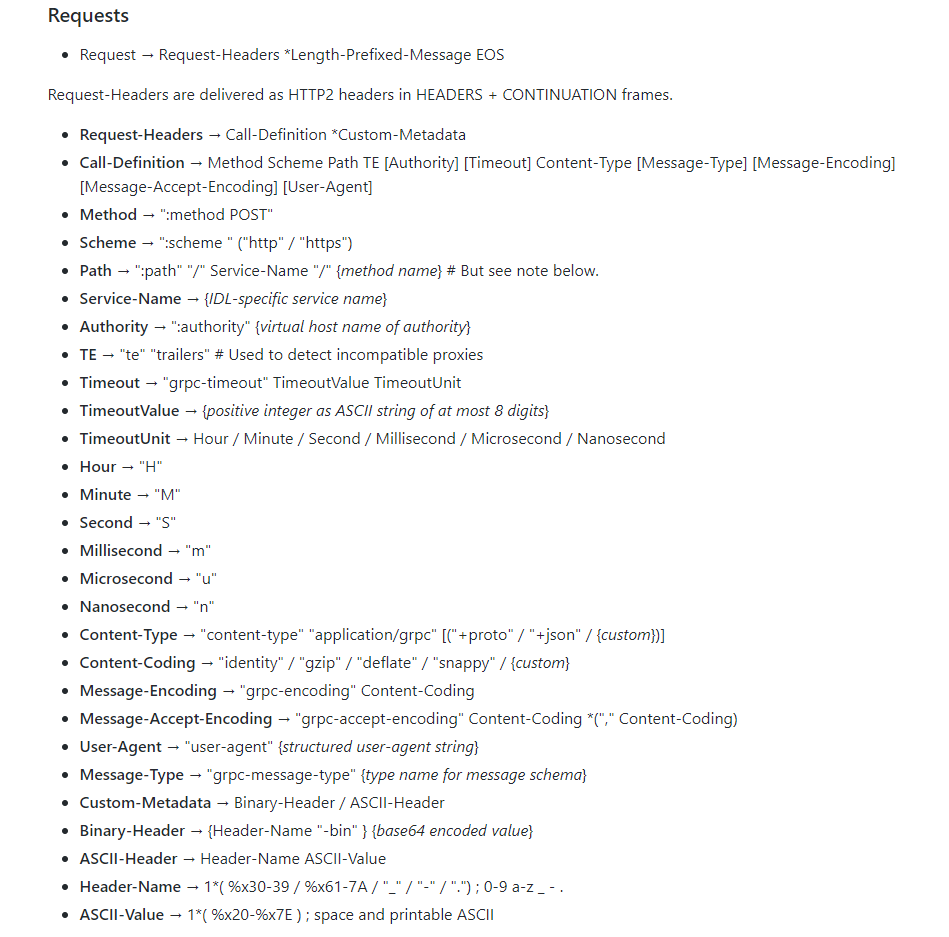 Requests
• Request → Request-Headers *Length-Prefixed-Message EOS
Request-Headers are delivered as HTTP2 headers in HEADERS + CONTINUATION frames.
• Request-Headers → Call-Definition *Custom-Metadata
• Call-Definition → Method Scheme Path TE [Authority] [Timeout] Content-Type [Message-Type] [Message-Encoding]
[Message-Accept-Encoding] [User-Agent]
• Method → ":method POST"
• Scheme → ":scheme " ("http" / "https")
• Path → ":path" "/" Service-Name "/" {method name} # But see note below.
• Service-Name → {IDL-specific service name}
• Authority → ":authority" {virtual host name of authority}
• TE → "te" "trailers" # Used to detect incompatible proxies
• Timeout → "grpc-timeout" TimeoutValue TimeoutUnit
• TimeoutValue → {positive integer as ASCII string of at most 8 digits}
• TimeoutUnit → Hour / Minute / Second / Millisecond / Microsecond / Nanosecond
• Hour → "H"
• Minute → "M"
• Second → "S"
• Millisecond → "m"
• Microsecond → "u"
• Nanosecond → "n"
• Content-Type → "content-type" "application/grpc" [("+proto" / "+json" / {custom})]
• Content-Coding → "identity" / "gzip" / "deflate" / "snappy" / {custom}
• Message-Encoding → "grpc-encoding" Content-Coding
• Message-Accept-Encoding → "grpc-accept-encoding" Content-Coding *("," Content-Coding)
• User-Agent → "user-agent" {structured user-agent string}
• Message-Type → "grpc-message-type" {type name for message schema}
• Custom-Metadata → Binary-Header / ASCII-Header
• Binary-Header → {Header-Name "-bin" } {base64 encoded value}
• ASCII-Header → Header-Name ASCII-Value
• Header-Name → 1*( %x30-39 / %x61-7A / "_" / "-" / ".") ; 0-9 a-z _ - .
• ASCII-Value → 1*( %x20-%x7E ) ; space and printable ASCII